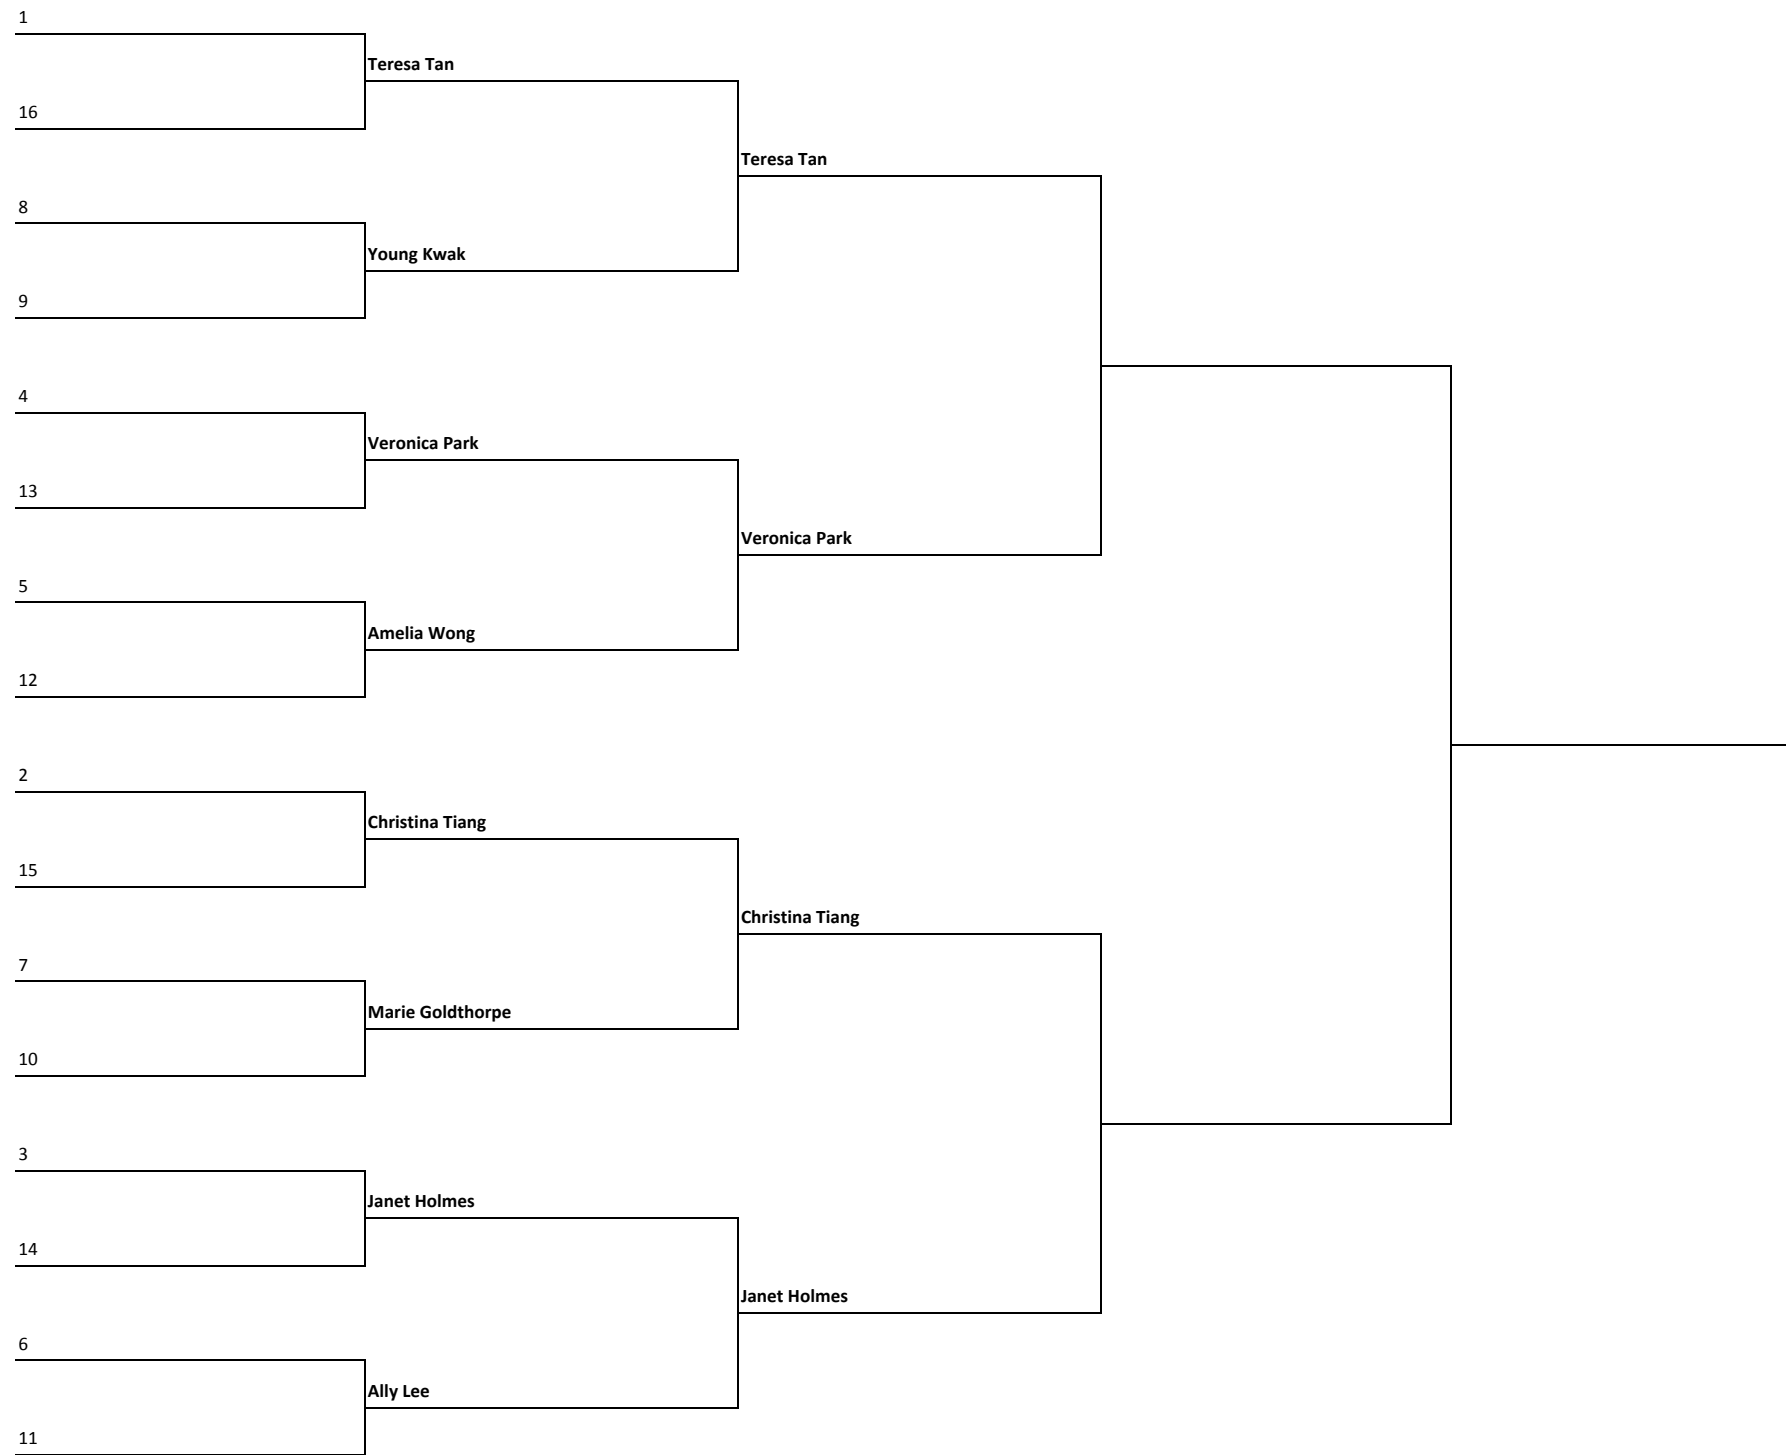 1
Teresa Tan
16
Teresa Tan
8
Young Kwak
9
4
Veronica Park
13
Veronica Park
5
Amelia Wong
12
2
Christina Tiang
15
Christina Tiang
7
Marie Goldthorpe
10
3
Janet Holmes
14
Janet Holmes
6
Ally Lee
11